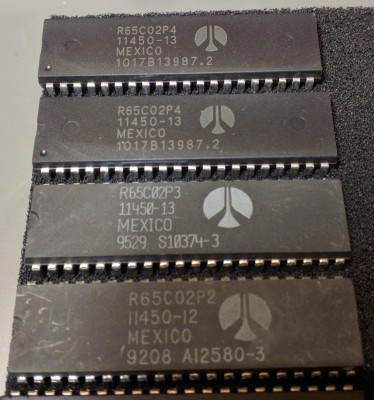 R65C02P4
11450-13
MEXICO
1017B13987.2
R65C02P4
11450-13
MEXICO
1017B13987.2
R65C02P3
11450-13
MEXICO
9529 S10374-3
R65C02P2
11450-12
MEXICO
9208 A12580-3